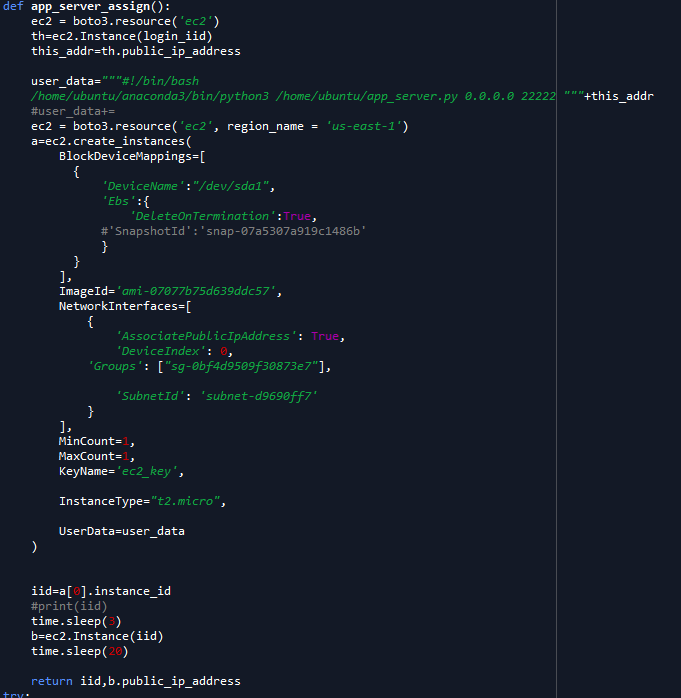 def app_server_assign():
    ec2 = boto3.resource('ec2')
    th=ec2.Instance(login_iid)
    this_addr=th.public_ip_address

    user_data="""#!/bin/bash
    /home/ubuntu/anaconda3/bin/python3 /home/ubuntu/app_server.py 0.0.0.0 22222 """+this_addr
    #user_data+=
    ec2 = boto3.resource('ec2', region_name = 'us-east-1')
    a=ec2.create_instances(
        BlockDeviceMappings=[
          {
              'DeviceName':"/dev/sda1",
              'Ebs':{
                  'DeleteOnTermination':True,
              #'SnapshotId':'snap-07a5307a919c1486b'
              }
          }
        ],
        ImageId='ami-07077b75d639ddc57',
        NetworkInterfaces=[
            {
                'AssociatePublicIpAddress': True,
                'DeviceIndex': 0,
            'Groups': ["sg-0bf4d9509f30873e7"],

                'SubnetId': 'subnet-d9690ff7'
            }
        ],
        MinCount=1,
        MaxCount=1,
        KeyName='ec2_key',

        InstanceType="t2.micro",

        UserData=user_data
    )


    iid=a[0].instance_id
    #print(iid)
    time.sleep(3)
    b=ec2.Instance(iid)
    time.sleep(20)

    return iid,b.public_ip_address
try: